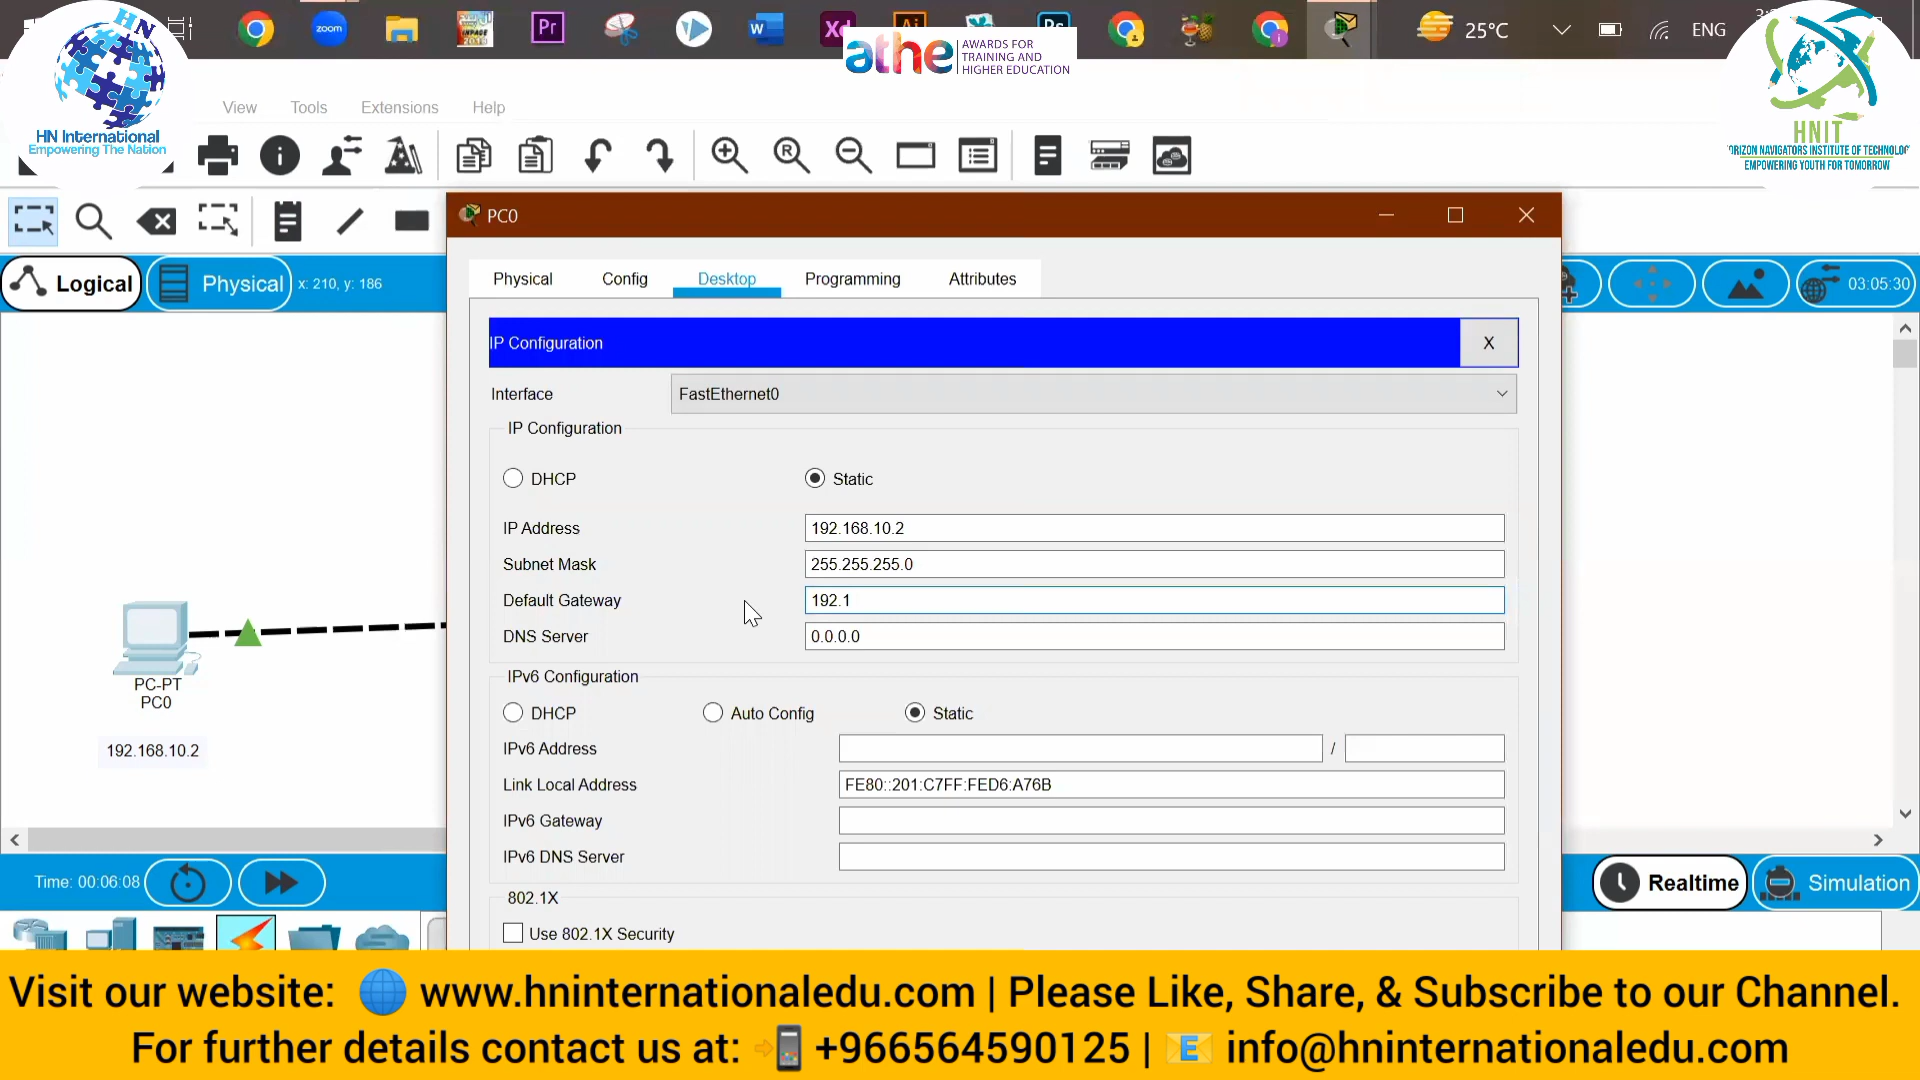 zoom
Pr
W
Xd
Ai
Ps
25°C
ENG
HN
HN International
Empowering The Nation
athe
AWARDS FOR
TRAINING AND
HIGHER EDUCATION
HNIT
EMPOWERING YOUTH FOR TOMORROW
View Tools Extensions Help
PC0
Logical
Physical
x: 210, y: 186
03:05:30
Physical Config Desktop Programming Attributes
IP Configuration
X
Interface FastEthernet0
IP Configuration
DHCP Static
IP Address 192.168.10.2
Subnet Mask 255.255.255.0
Default Gateway 192.1
DNS Server 0.0.0.0
IPv6 Configuration
DHCP Auto Config Static
IPv6 Address /
Link Local Address FE80::201:C7FF:FED6:A76B
IPv6 Gateway
IPv6 DNS Server
802.1X
Use 802.1X Security
PC-PT
PC0
192.168.10.2
Time: 00:06:08
Realtime
Simulation
Visit our website: www.hninternationaledu.com | Please Like, Share, & Subscribe to our Channel.
For further details contact us at: +966564590125 | info@hninternationaledu.com